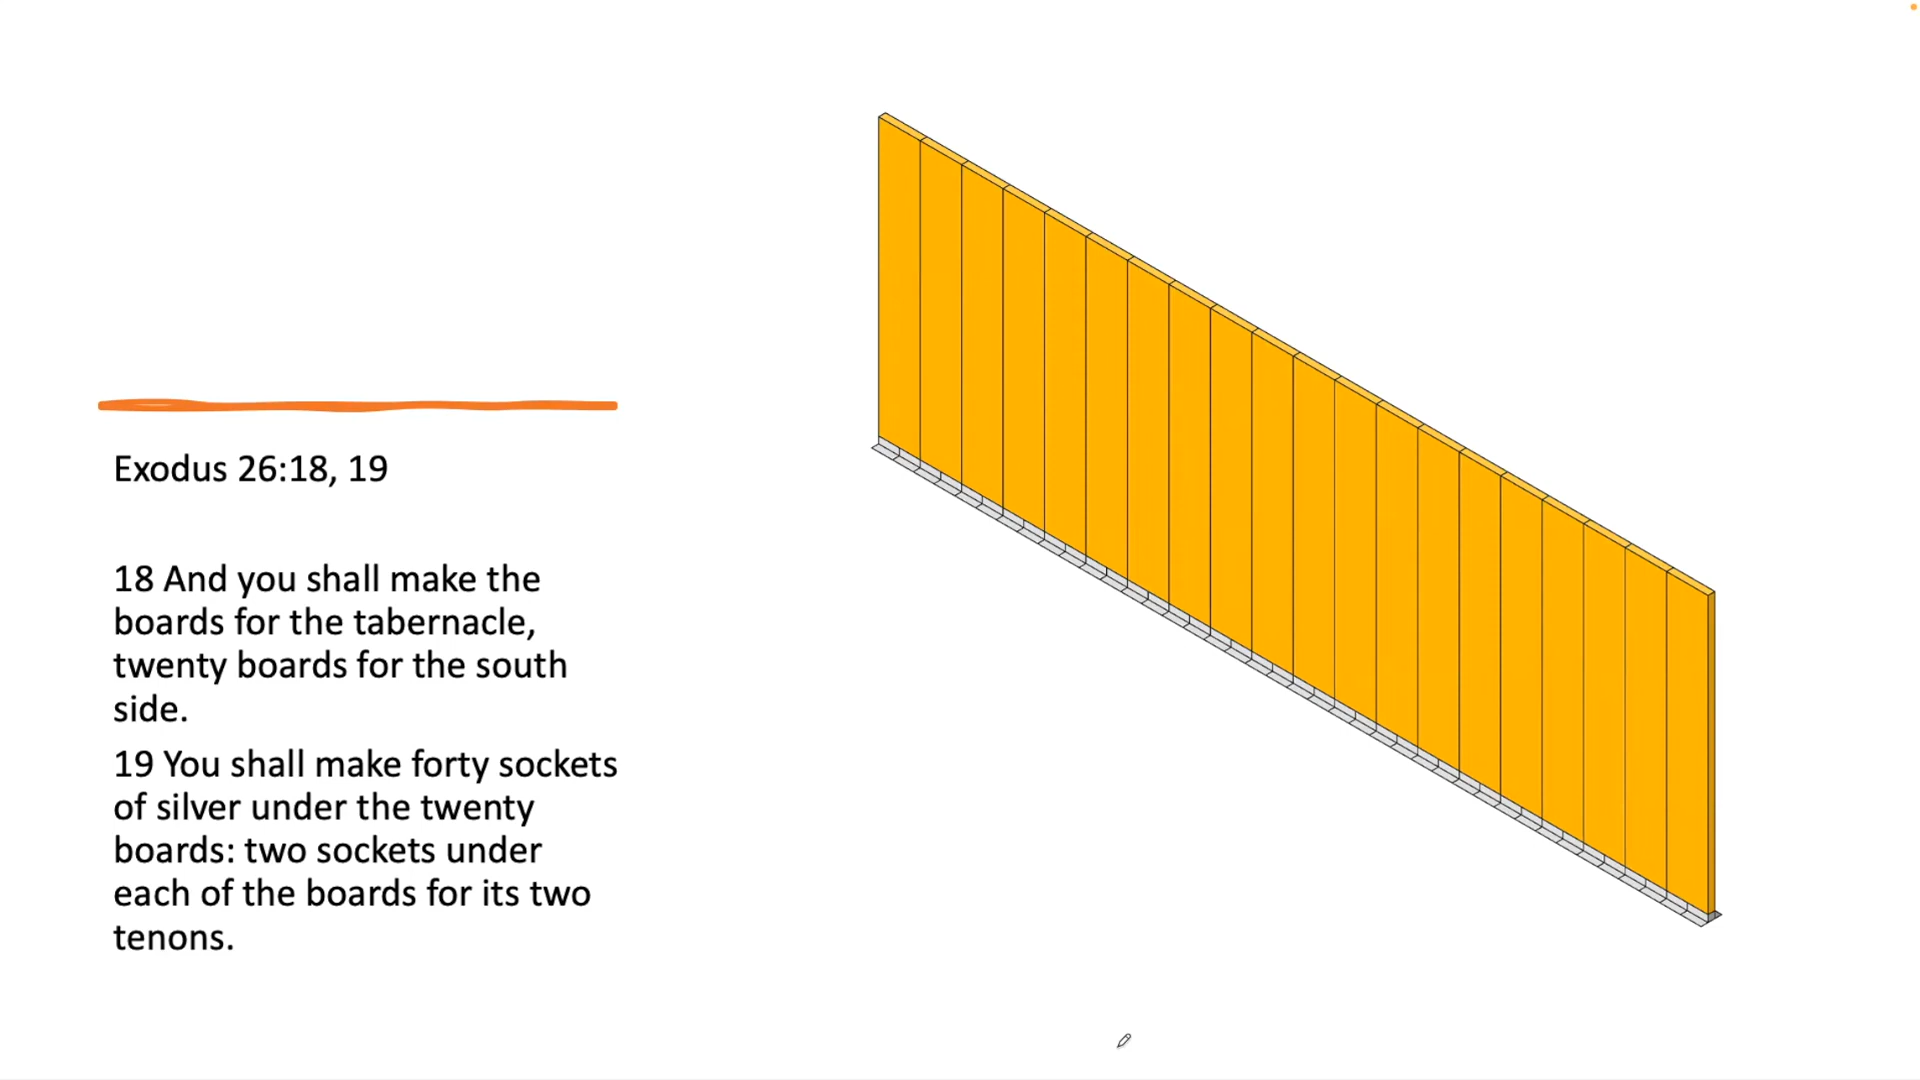 Exodus 26:18, 19
18 And you shall make the
boards for the tabernacle,
twenty boards for the south
side.
19 You shall make forty sockets
of silver under the twenty
boards: two sockets under
each of the boards for its two
tenons.